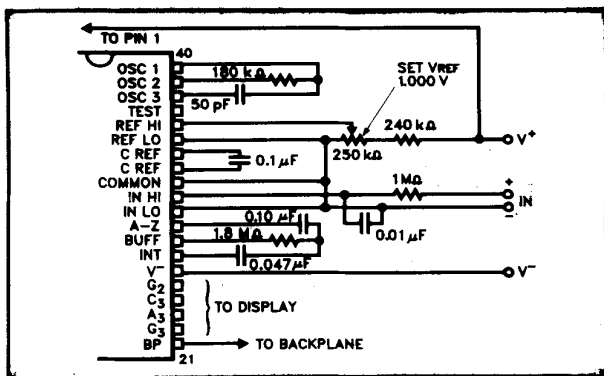 TO PIN 1
40
OSC 1
OSC 2
OSC 3
TEST
REF HI
REF LO
C REF
C REF
COMMON
IN HI
IN LO
A-Z
BUFF
INT
V⁻
G2
C3
A3
G3
BP
21
180 kΩ
50 pF
SET VREF
1.000 V
240 kΩ
250 kΩ
V⁺
0.1 µF
1MΩ
+
IN
−
0.01 µF
0.10 µF
1.8 MΩ
0.047 µF
V⁻
TO DISPLAY
TO BACKPLANE